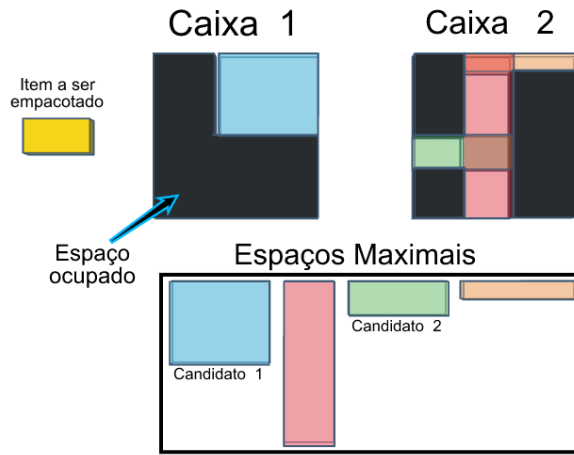 Caixa 1
Caixa 2
Item a ser
empacotado
Espaço
ocupado
Espaços Maximais
Candidato 1
Candidato 2